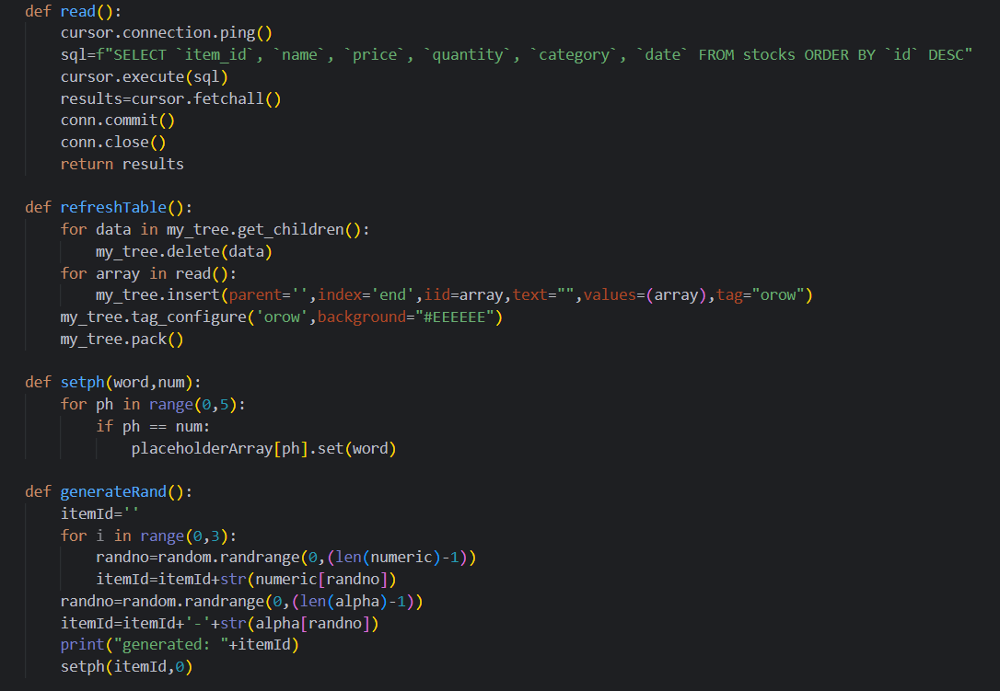 def read():
    cursor.connection.ping()
    sql=f"SELECT `item_id`, `name`, `price`, `quantity`, `category`, `date` FROM stocks ORDER BY `id` DESC"
    cursor.execute(sql)
    results=cursor.fetchall()
    conn.commit()
    conn.close()
    return results

def refreshTable():
    for data in my_tree.get_children():
        my_tree.delete(data)
    for array in read():
        my_tree.insert(parent='',index='end',iid=array,text="",values=(array),tag="orow")
    my_tree.tag_configure('orow',background="#EEEEEE")
    my_tree.pack()

def setph(word,num):
    for ph in range(0,5):
        if ph == num:
            placeholderArray[ph].set(word)

def generateRand():
    itemId=''
    for i in range(0,3):
        randno=random.randrange(0,(len(numeric)-1))
        itemId=itemId+str(numeric[randno])
    randno=random.randrange(0,(len(alpha)-1))
    itemId=itemId+'-'+str(alpha[randno])
    print("generated: "+itemId)
    setph(itemId,0)